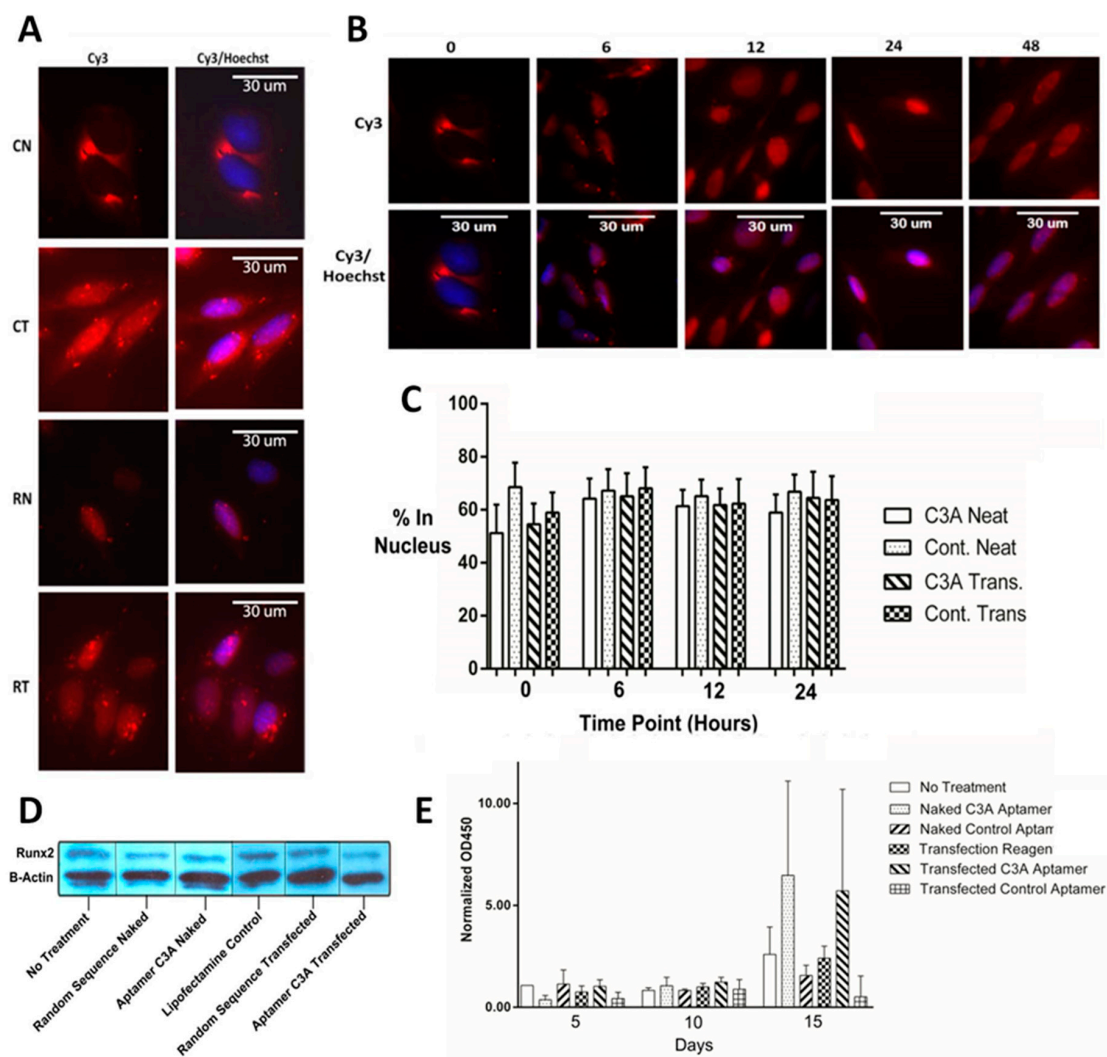 A
Cy3
Cy3/Hoechst
30 um
CN
30 um
CT
30 um
RN
30 um
RT
B
0
6
12
24
48
Cy3
30 um
30 um
30 um
30 um
30 um
Cy3/
Hoechst
C
100
80
60
40
20
0
% In
Nucleus
0
6
12
24
Time Point (Hours)
C3A Neat
Cont. Neat
C3A Trans.
Cont. Trans
D
Runx2
B-Actin
No Treatment
Random Sequence Naked
Aptamer C3A Naked
Lipofectamine Control
Random Sequence Transfected
Aptamer C3A Transfected
E
Normalized OD450
10.00
5.00
0.00
5
10
15
Days
No Treatment
Naked C3A Aptamer
Naked Control Aptam
Transfection Reagen
Transfected C3A Aptamer
Transfected Control Aptamer